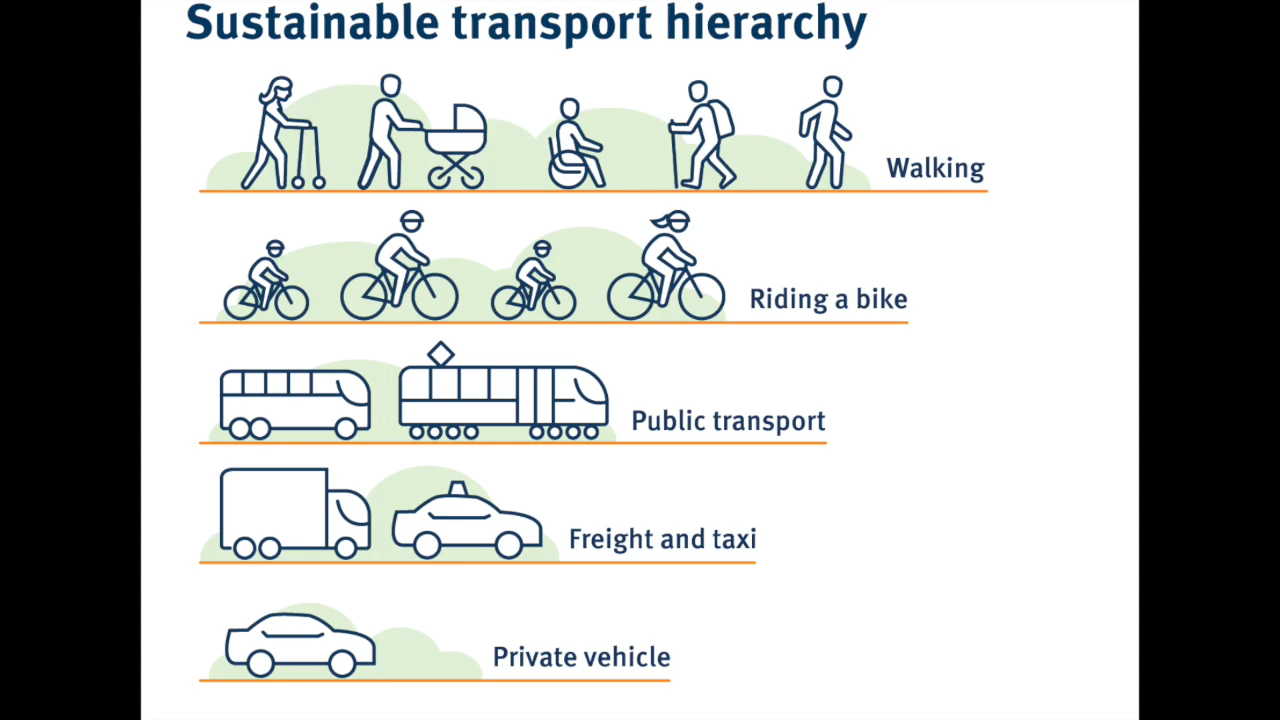 Sustainable transport hierarchy
Walking
Riding a bike
Public transport
Freight and taxi
Private vehicle